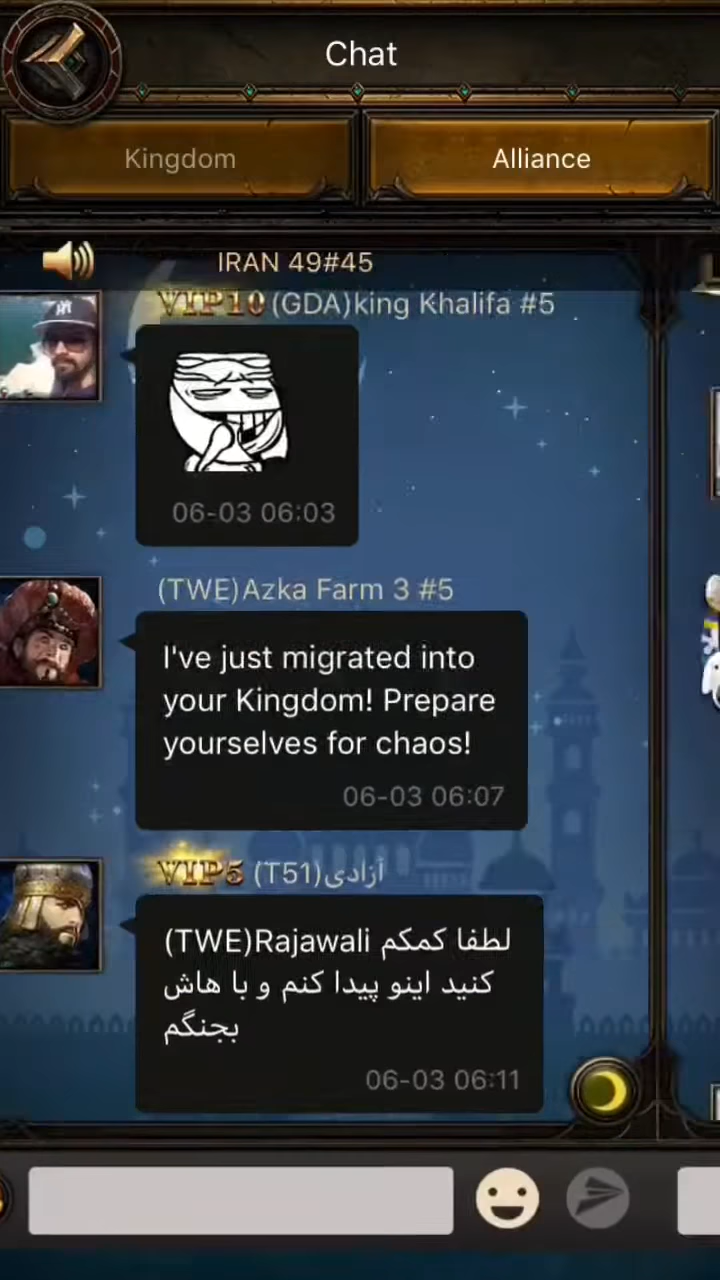 Chat
Kingdom
Alliance
IRAN 49#45
VIP10 (GDA)king Khalifa #5
06-03 06:03
(TWE)Azka Farm 3 #5
I've just migrated into
your Kingdom! Prepare
yourselves for chaos!
06-03 06:07
VIP5 (T51)آزادی
(TWE)Rajawali لطفا کمکم
کنید اینو پیدا کنم و با هاش
بجنگم
06-03 06:11